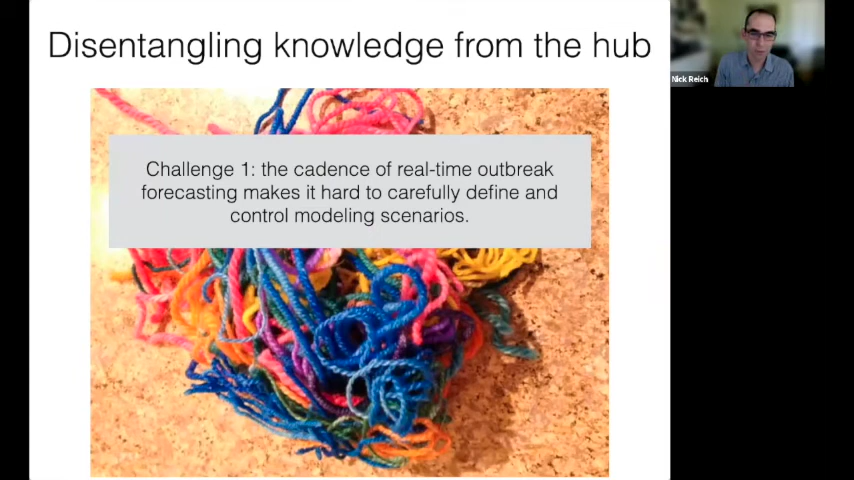 Disentangling knowledge from the hub
Nick Reich
Challenge 1: the cadence of real-time outbreak
forecasting makes it hard to carefully define and
control modeling scenarios.